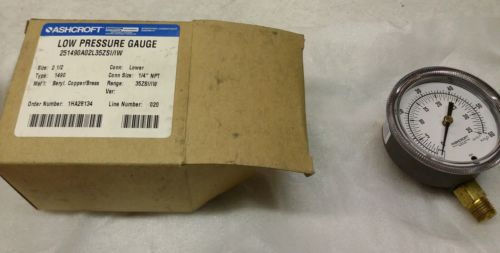 ASHCROFT
LOW PRESSURE GAUGE
251490A02L35ZSI/IW
Size: 2 1/2 Conn: Lower
Type: 1490 Conn Size: 1/4" NPT
Mat'l: Beryl. Copper/Brass Range: 35ZSI/IW
Ver:
Order Number: 1HA29134 Line Number: 020
ASHCROFT